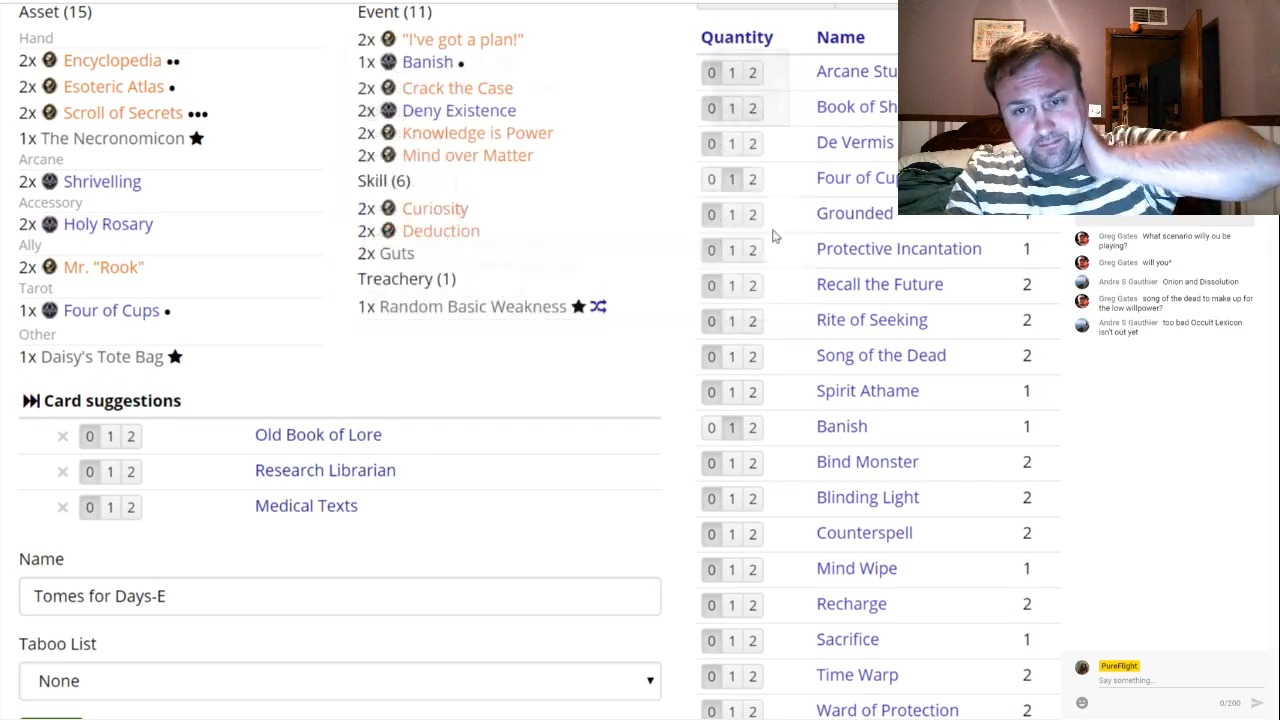 Asset (15)
Hand
2x Encyclopedia ••
2x Esoteric Atlas •
2x Scroll of Secrets •••
1x The Necronomicon ★
Arcane
2x Shrivelling
Accessory
2x Holy Rosary
Ally
2x Mr. "Rook"
Tarot
1x Four of Cups •
Other
1x Daisy's Tote Bag ★
Event (11)
2x "I've got a plan!"
1x Banish •
2x Crack the Case
2x Deny Existence
2x Knowledge is Power
2x Mind over Matter
Skill (6)
2x Curiosity
2x Deduction
2x Guts
Treachery (1)
1x Random Basic Weakness ★
Card suggestions
× 0 1 2 Old Book of Lore
× 0 1 2 Research Librarian
× 0 1 2 Medical Texts
Name
Tomes for Days-E
Taboo List
None
Quantity Name
0 1 2 Arcane Stu
0 1 2 Book of Sh
0 1 2 De Vermis
0 1 2 Four of Cu
0 1 2 Grounded
0 1 2 Protective Incantation 1
0 1 2 Recall the Future 2
0 1 2 Rite of Seeking 2
0 1 2 Song of the Dead 2
0 1 2 Spirit Athame 1
0 1 2 Banish 1
0 1 2 Bind Monster 2
0 1 2 Blinding Light 2
0 1 2 Counterspell 2
0 1 2 Mind Wipe 1
0 1 2 Recharge 2
0 1 2 Sacrifice 1
0 1 2 Time Warp 2
0 1 2 Ward of Protection 2
Greg Gates What scenario willy ou be
playing?
Greg Gates will you*
Andre S Gauthier Onion and Dissolution
Greg Gates song of the dead to make up for
the low willpower?
Andre S Gauthier too bad Occult Lexicon
isn't out yet
PureFlight
Say something...
0/200